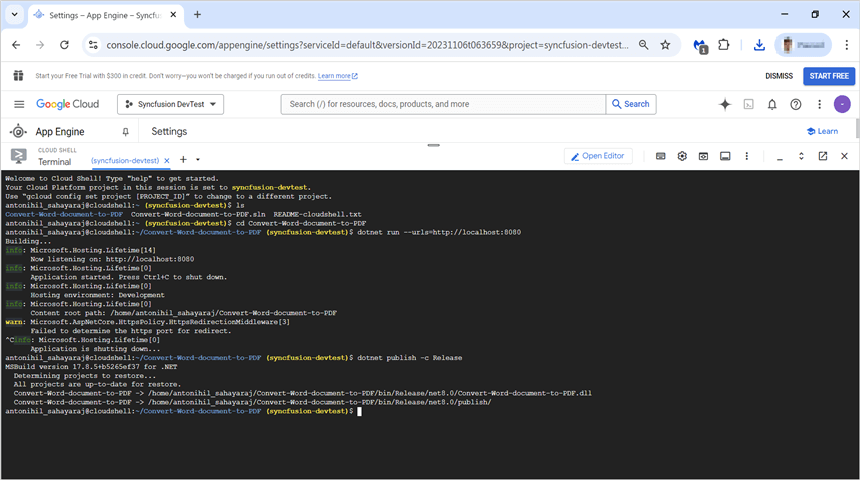 Settings – App Engine – Syncfus
console.cloud.google.com/appengine/settings?serviceId=default&versionId=20231106t063659&project=syncfusion-devtest...
1
Start your Free Trial with $300 in credit. Don't worry—you won't be charged if you run out of credits. Learn more
DISMISS
START FREE
Google Cloud
Syncfusion DevTest
Search (/) for resources, docs, products, and more
Search
App Engine
Settings
Learn
CLOUD SHELL
Terminal
(syncfusion-devtest)
Open Editor
Welcome to Cloud Shell! Type "help" to get started.
Your Cloud Platform project in this session is set to syncfusion-devtest.
Use "gcloud config set project [PROJECT_ID]" to change to a different project.
antonihil_sahayaraj@cloudshell:~ (syncfusion-devtest)$ ls
Convert-Word-document-to-PDF  Convert-Word-document-to-PDF.sln  README-cloudshell.txt
antonihil_sahayaraj@cloudshell:~ (syncfusion-devtest)$ cd Convert-Word-document-to-PDF
antonihil_sahayaraj@cloudshell:~/Convert-Word-document-to-PDF (syncfusion-devtest)$ dotnet run --urls=http://localhost:8080
Building...
info: Microsoft.Hosting.Lifetime[14]
Now listening on: http://localhost:8080
info: Microsoft.Hosting.Lifetime[0]
Application started. Press Ctrl+C to shut down.
info: Microsoft.Hosting.Lifetime[0]
Hosting environment: Development
info: Microsoft.Hosting.Lifetime[0]
Content root path: /home/antonihil_sahayaraj/Convert-Word-document-to-PDF
warn: Microsoft.AspNetCore.HttpsPolicy.HttpsRedirectionMiddleware[3]
Failed to determine the https port for redirect.
^Cinfo: Microsoft.Hosting.Lifetime[0]
Application is shutting down...
antonihil_sahayaraj@cloudshell:~/Convert-Word-document-to-PDF (syncfusion-devtest)$ dotnet publish -c Release
MSBuild version 17.8.5+b5265ef37 for .NET
Determining projects to restore...
All projects are up-to-date for restore.
Convert-Word-document-to-PDF -> /home/antonihil_sahayaraj/Convert-Word-document-to-PDF/bin/Release/net8.0/Convert-Word-document-to-PDF.dll
Convert-Word-document-to-PDF -> /home/antonihil_sahayaraj/Convert-Word-document-to-PDF/bin/Release/net8.0/publish/
antonihil_sahayaraj@cloudshell:~/Convert-Word-document-to-PDF (syncfusion-devtest)$